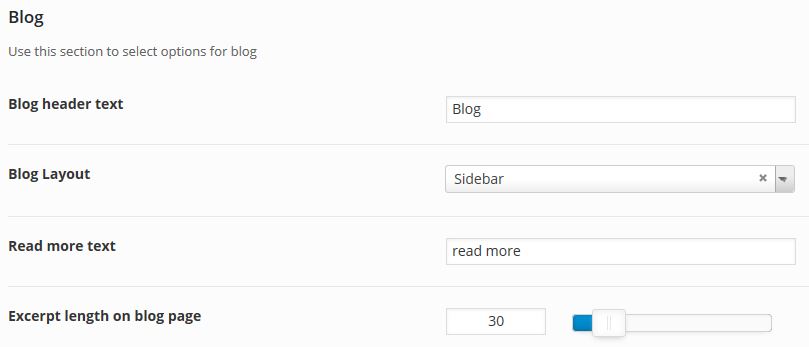 Blog
Use this section to select options for blog
Blog header text
Blog
Blog Layout
Sidebar
Read more text
read more
Excerpt length on blog page
30